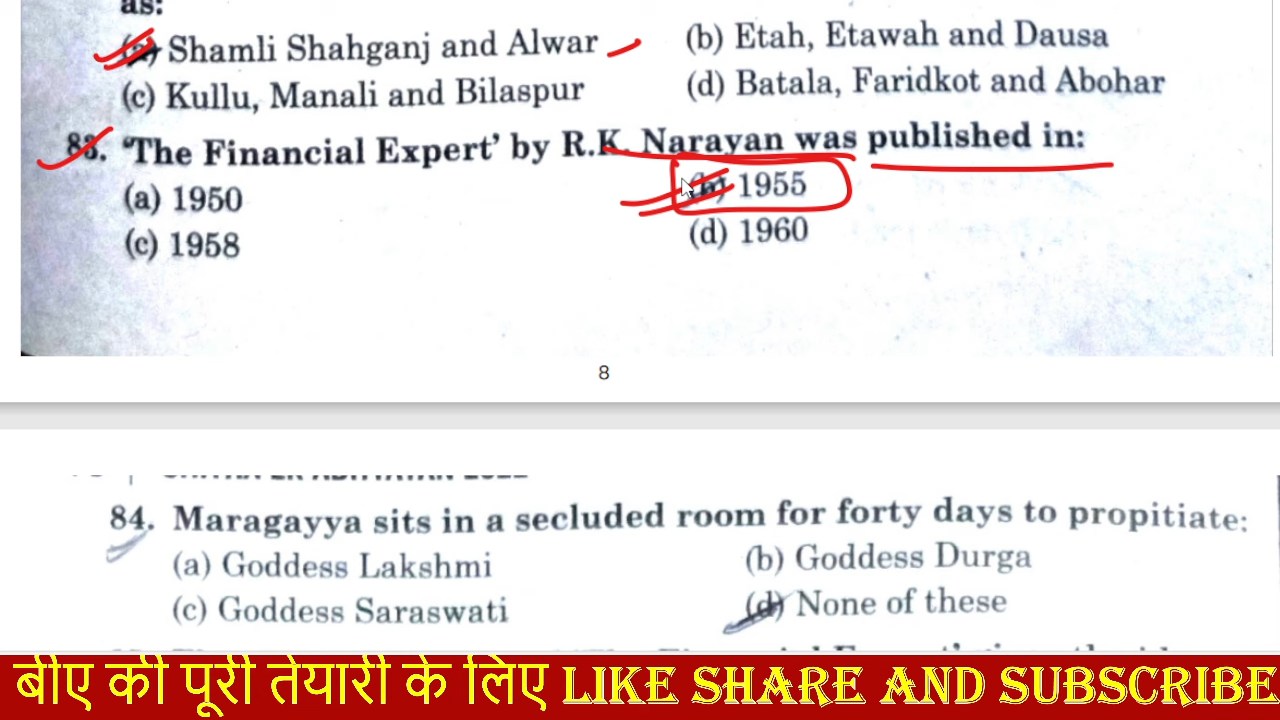 as:
(a) Shamli Shahganj and Alwar (b) Etah, Etawah and Dausa
(c) Kullu, Manali and Bilaspur (d) Batala, Faridkot and Abohar
83. 'The Financial Expert' by R.K. Narayan was published in:
(a) 1950 (b) 1955
(c) 1958 (d) 1960
8
84. Maragayya sits in a secluded room for forty days to propitiate:
(a) Goddess Lakshmi (b) Goddess Durga
(c) Goddess Saraswati (d) None of these
बीए की पूरी तेयारी के लिए LIKE SHARE AND SUBSCRIBE